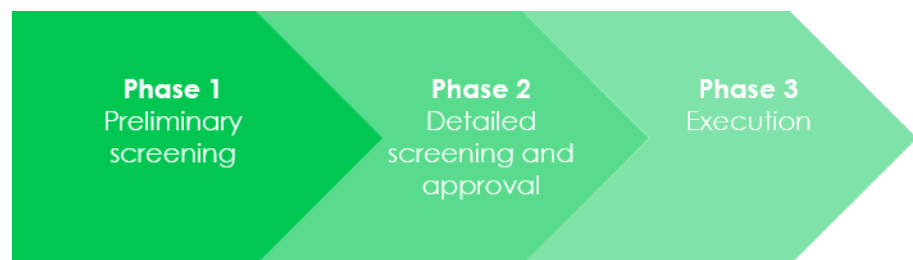 Phase 1
Preliminary
screening
Phase 2
Detailed
screening and
approval
Phase 3
Execution